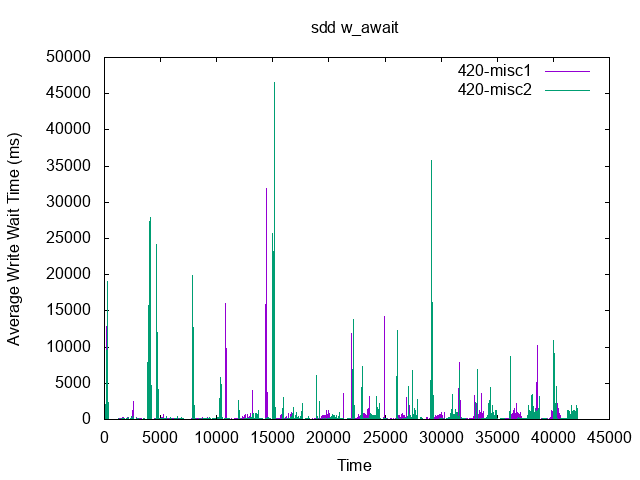 sdd w_await
50000
45000
40000
35000
30000
25000
20000
15000
10000
5000
0
Average Write Wait Time (ms)
420-misc1
420-misc2
0 5000 10000 15000 20000 25000 30000 35000 40000 45000
Time